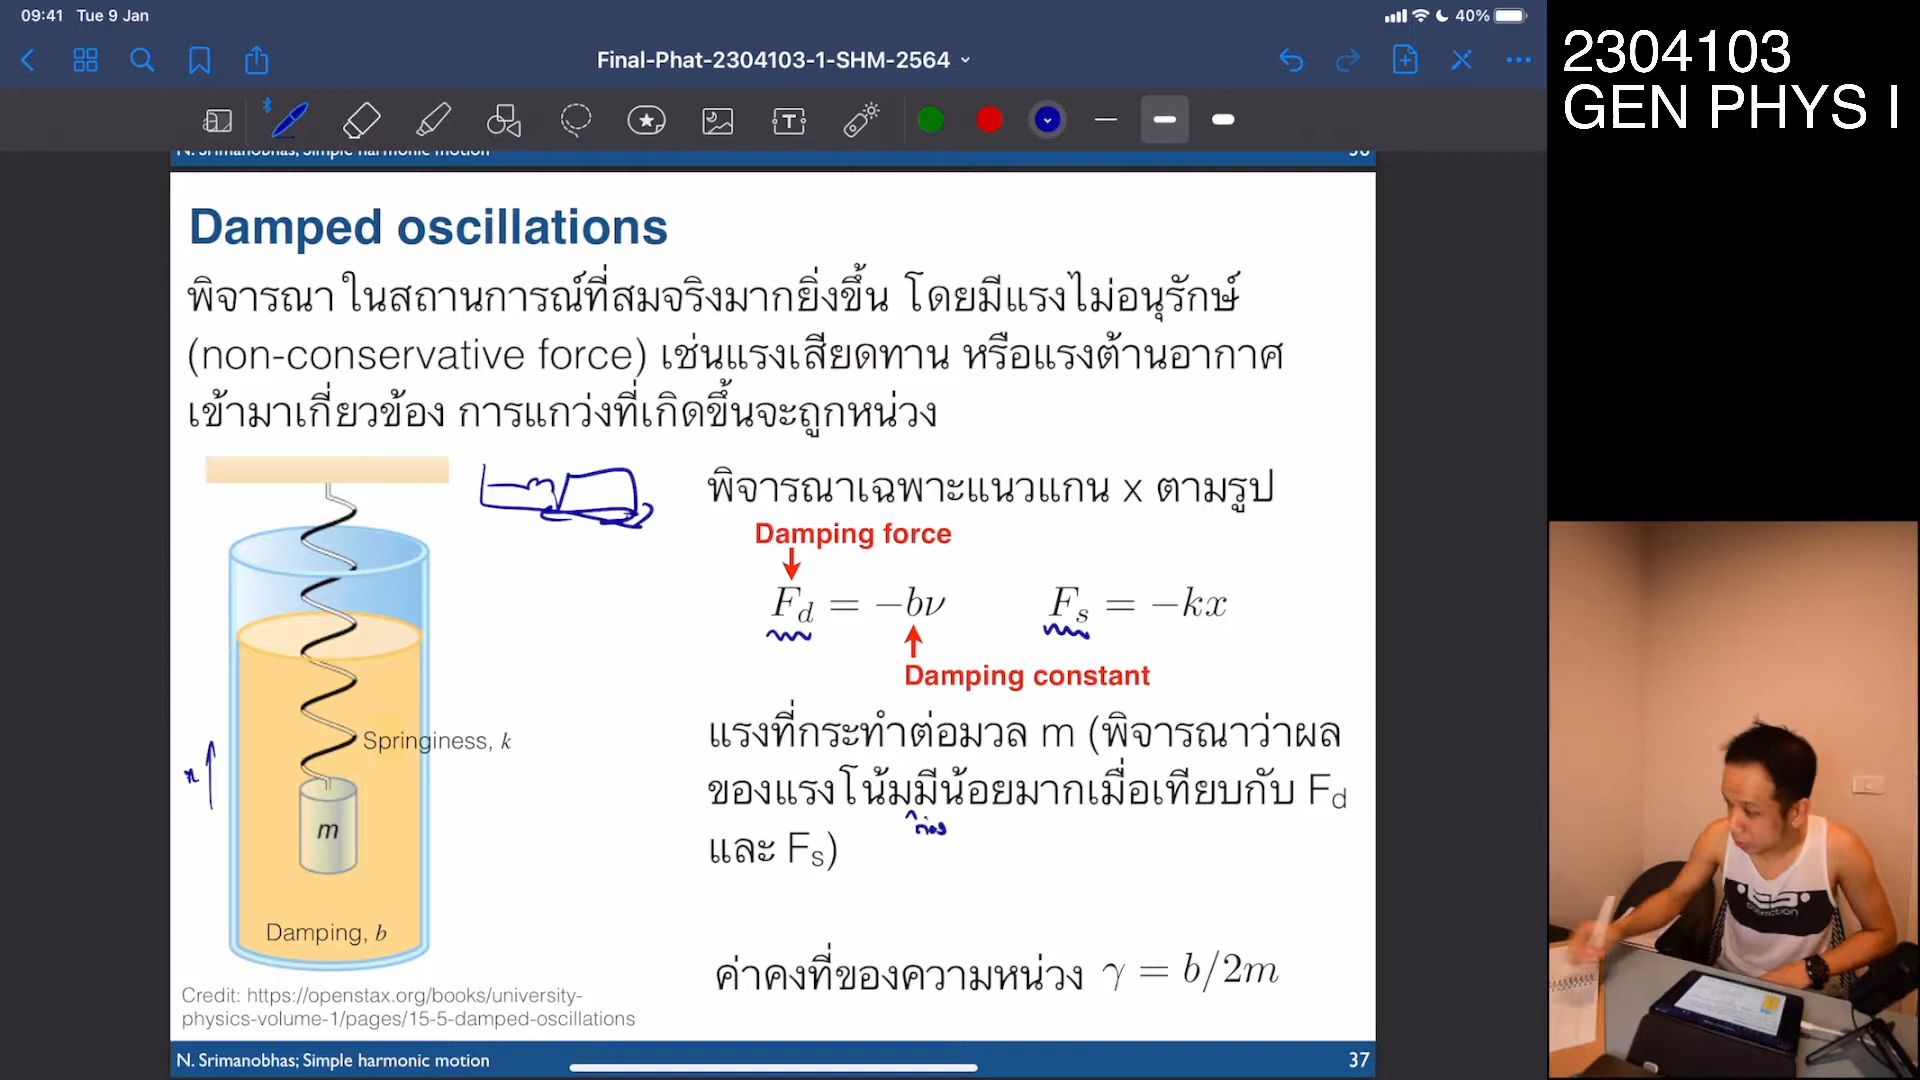 09:41 Tue 9 Jan
40%
Final-Phat-2304103-1-SHM-2564
2304103
GEN PHYS I
N. Srimanobhas; Simple harmonic motion
36
Damped oscillations
พิจารณา ในสถานการณ์ที่สมจริงมากยิ่งขึ้น โดยมีแรงไม่อนุรักษ์
(non-conservative force) เช่นแรงเสียดทาน หรือแรงต้านอากาศ
เข้ามาเกี่ยวข้อง การแกว่งที่เกิดขึ้นจะถูกหน่วง
พิจารณาเฉพาะแนวแกน x ตามรูป
Damping force
F_d = −bν
F_s = −kx
Damping constant
แรงที่กระทำต่อมวล m (พิจารณาว่าผล
ของแรงโน้มมีน้อยมากเมื่อเทียบกับ F_d
ถ่วง
และ F_s)
ค่าคงที่ของความหน่วง γ = b/2m
Springiness, k
x
m
Damping, b
Credit: https://openstax.org/books/university-
physics-volume-1/pages/15-5-damped-oscillations
N. Srimanobhas; Simple harmonic motion
37